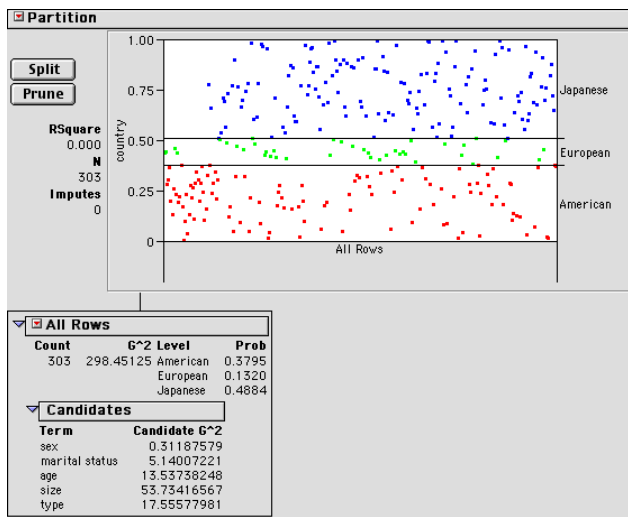 Partition
Split
Prune
RSquare
0.000
N
303
Imputes
0
country
1.00
0.75
0.50
0.25
0
Japanese
European
American
All Rows
All Rows
Count G^2 Level Prob
303 298.45125 American 0.3795
European 0.1320
Japanese 0.4884
Candidates
Term Candidate G^2
sex 0.31187579
marital status 5.14007221
age 13.53738248
size 53.73416567
type 17.55577981